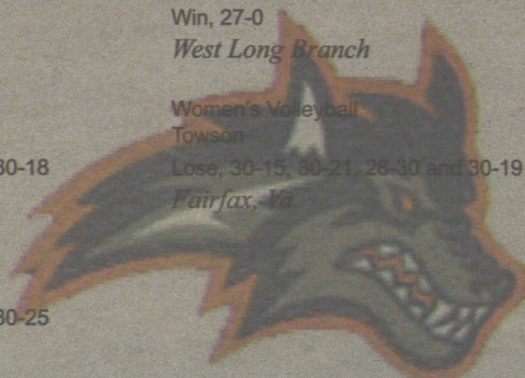 Win, 27-0
West Long Branch
Women's Volleyball
Towson
30-18
Lose, 30-15, 30-21, 28-30 and 30-19
Fairfax, Va.
30-25